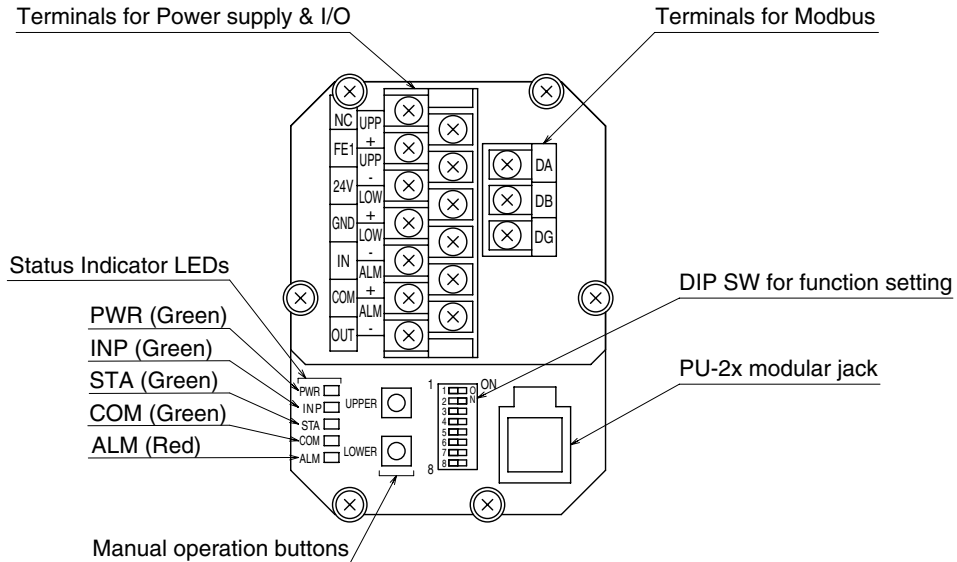 Terminals for Power supply & I/O
Terminals for Modbus
NC
FE1
24V
GND
IN
COM
OUT
UPP
+
UPP
-
LOW
+
LOW
-
ALM
+
ALM
-
DA
DB
DG
Status Indicator LEDs
PWR (Green)
INP (Green)
STA (Green)
COM (Green)
ALM (Red)
PWR
INP
STA
COM
ALM
UPPER
LOWER
1
ON
1 O
2 N
3
4
5
6
7
8
8
DIP SW for function setting
PU-2x modular jack
Manual operation buttons